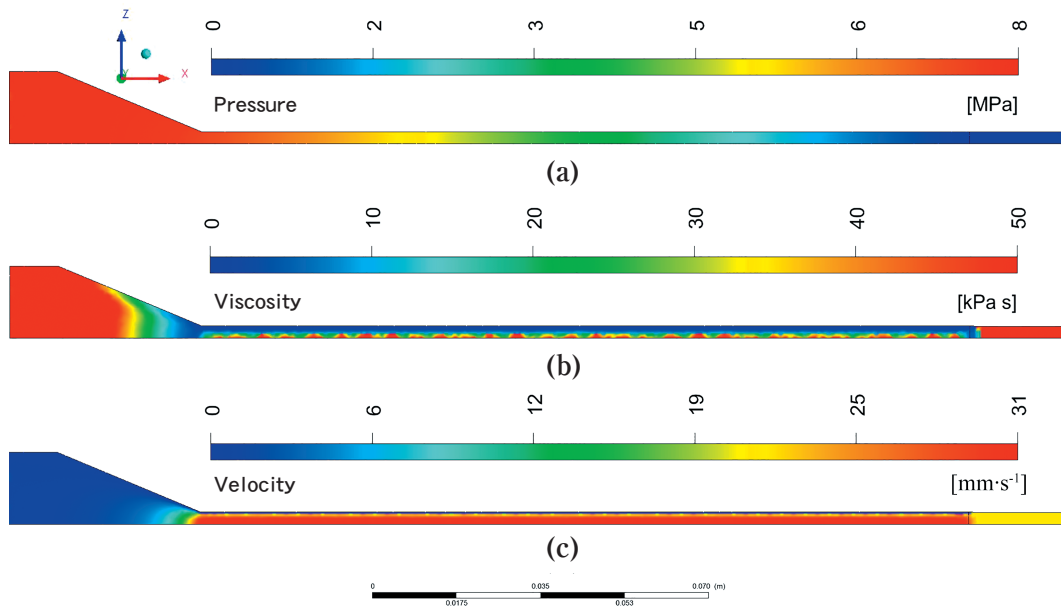 Z
X
Y
0 2 3 5 6 8
Pressure [MPa]
(a)
0 10 20 30 40 50
Viscosity [kPa s]
(b)
0 6 12 19 25 31
Velocity [mm·s⁻¹]
(c)
0 0.035 0.070 (m)
0.0175 0.053